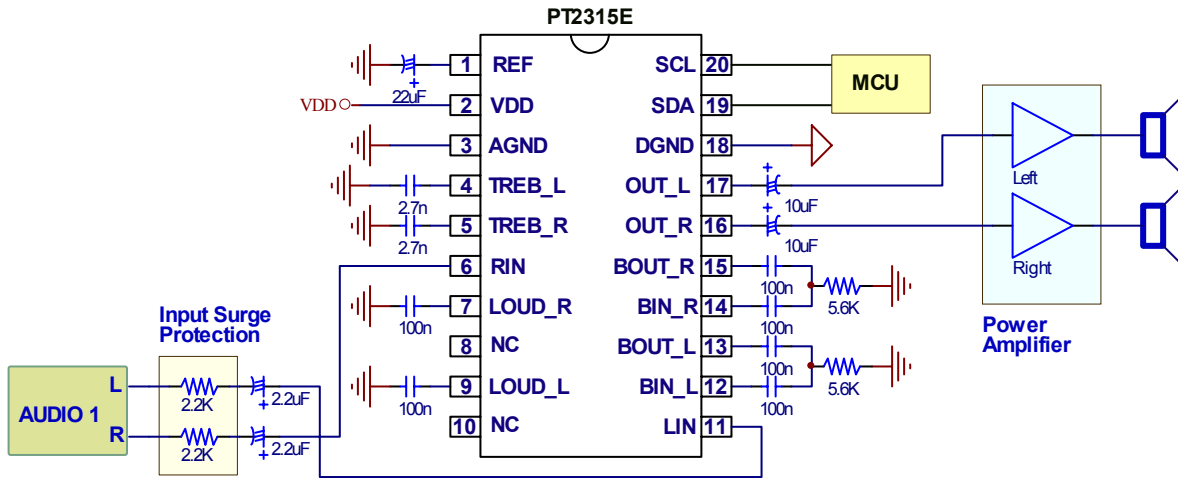 PT2315E
1 REF
22uF
VDD 2 VDD
3 AGND
4 TREB_L
2.7n
5 TREB_R
2.7n
6 RIN
7 LOUD_R
100n
8 NC
9 LOUD_L
100n
10 NC
SCL 20
SDA 19
MCU
DGND 18
OUT_L 17
10uF
OUT_R 16
10uF
BOUT_R 15
100n
BIN_R 14
100n
5.6K
BOUT_L 13
100n
BIN_L 12
100n
5.6K
LIN 11
Left
Right
Power
Amplifier
Input Surge
Protection
AUDIO 1
L
2.2K
2.2uF
R
2.2K
2.2uF
+
+
+
+
+